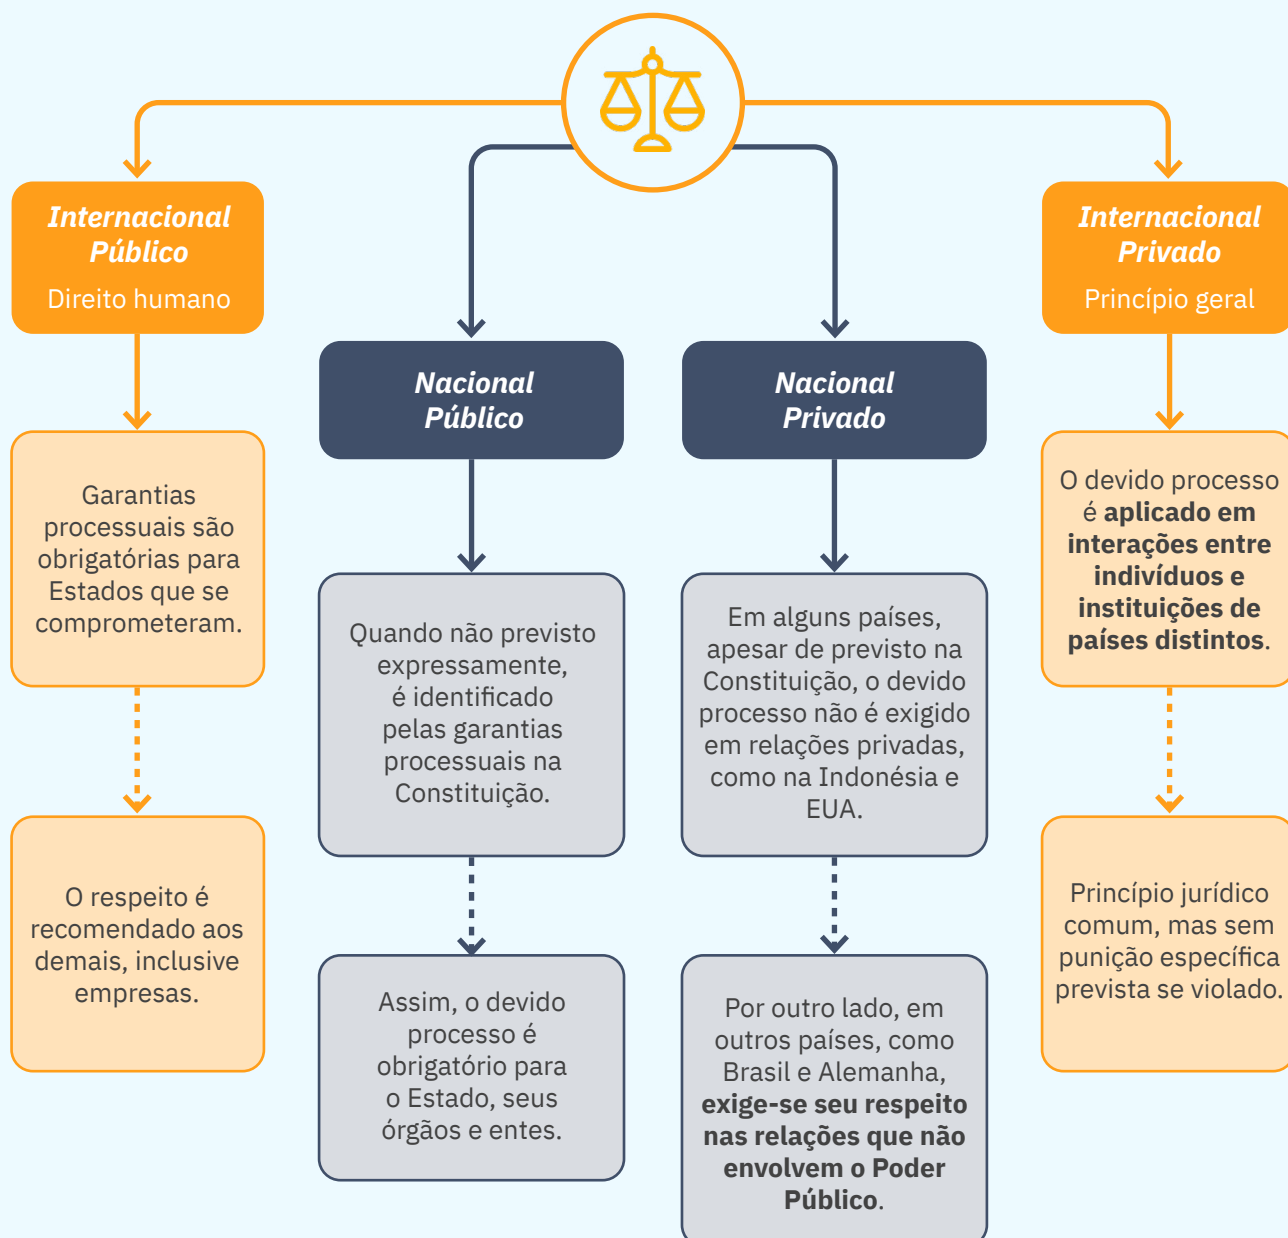 Internacional
Público
Direito humano
Garantias
processuais são
obrigatórias para
Estados que se
comprometeram.
O respeito é
recomendado aos
demais, inclusive
empresas.
Nacional
Público
Quando não previsto
expressamente,
é identificado
pelas garantias
processuais na
Constituição.
Assim, o devido
processo é
obrigatório para
o Estado, seus
órgãos e entes.
Nacional
Privado
Em alguns países,
apesar de previsto na
Constituição, o devido
processo não é exigido
em relações privadas,
como na Indonésia e
EUA.
Por outro lado, em
outros países, como
Brasil e Alemanha,
exige-se seu respeito
nas relações que não
envolvem o Poder
Público.
Internacional
Privado
Princípio geral
O devido processo
é aplicado em
interações entre
indivíduos e
instituições de
países distintos.
Princípio jurídico
comum, mas sem
punição específica
prevista se violado.